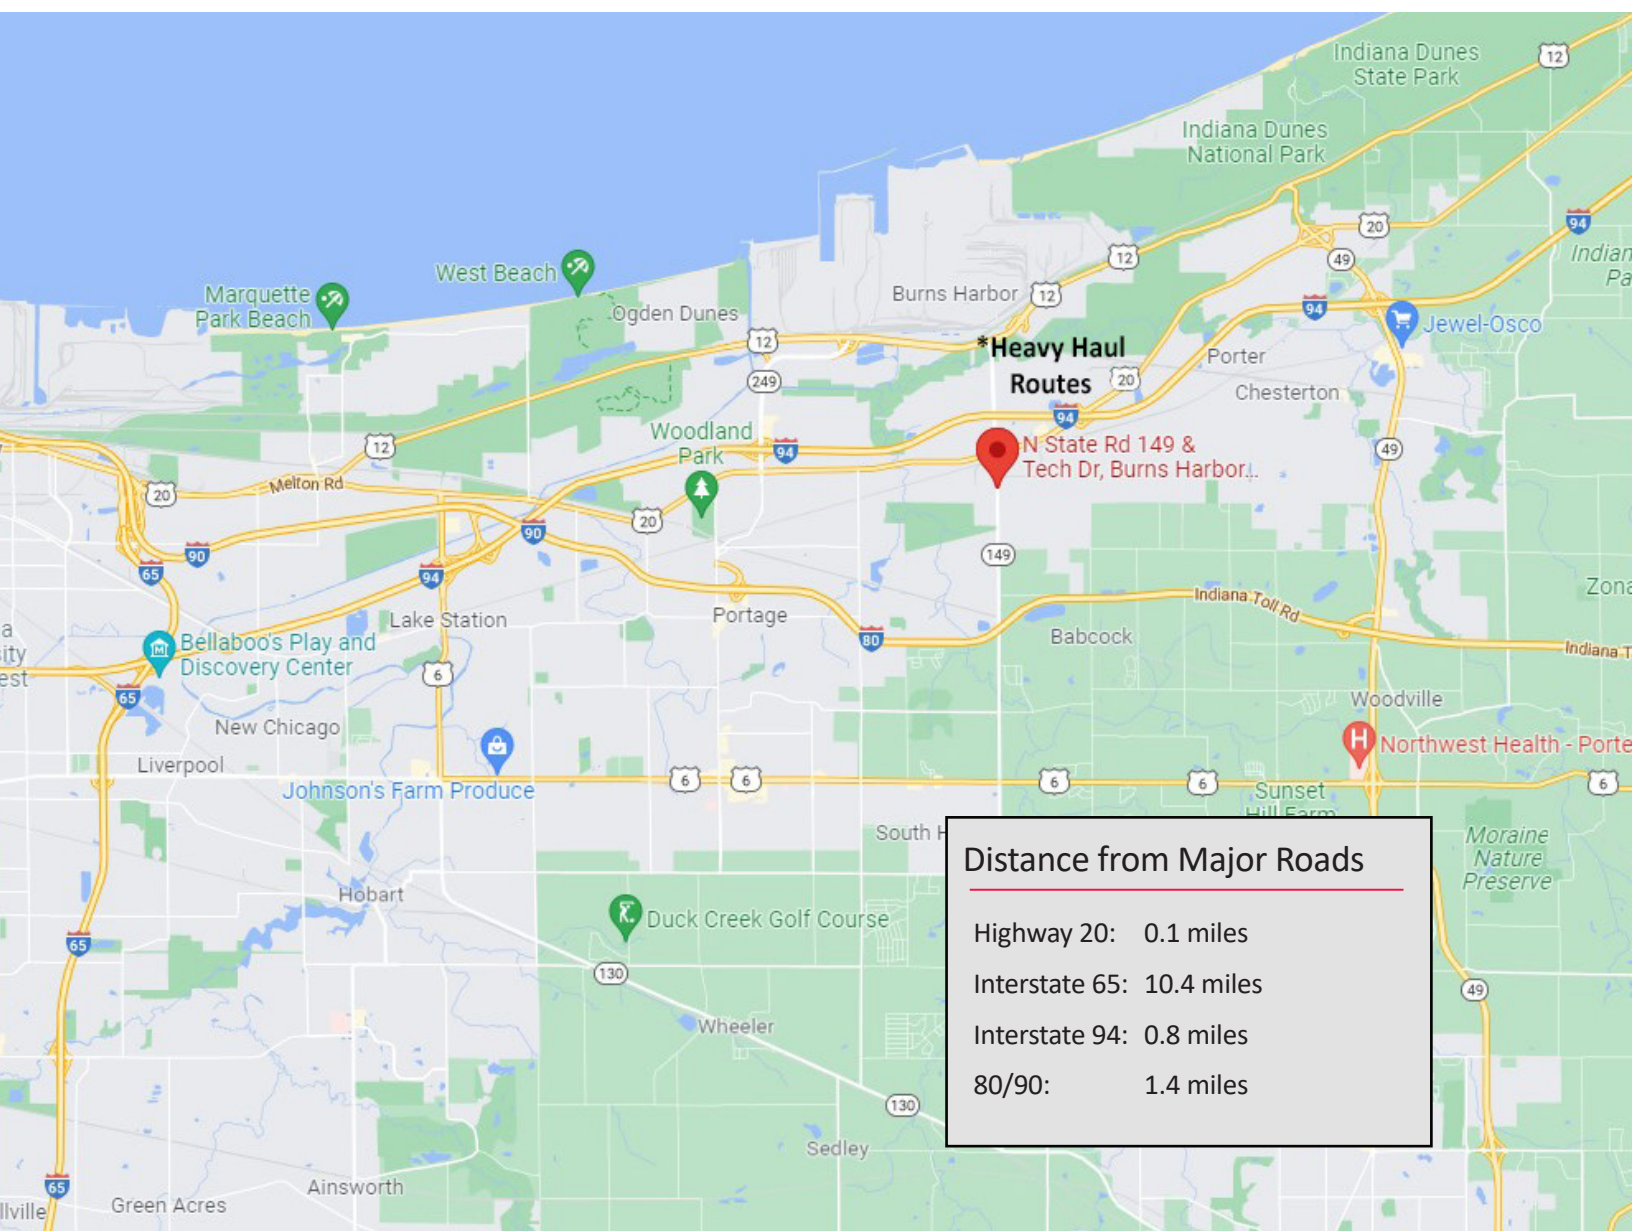 Indiana Dunes
State Park
12
Indiana Dunes
National Park
20
94
12
49
Indian
Pa
West Beach
Marquette
Park Beach
Ogden Dunes
Burns Harbor
12
94
Jewel-Osco
12
*Heavy Haul
Routes
Porter
249
20
Chesterton
94
Woodland
Park
12
94
N State Rd 149 &
Tech Dr, Burns Harbor...
49
Melton Rd
20
20
90
90
149
65
94
Zona
Indiana Toll Rd
Lake Station
Portage
80
Babcock
Indiana T
a
ity
est
Bellaboo's Play and
Discovery Center
6
65
Woodville
New Chicago
Northwest Health - Porte
Liverpool
Johnson's Farm Produce
6
6
6
6
6
Sunset
Hill Farm
South H
Moraine
Nature
Preserve
Distance from Major Roads
Highway 20: 0.1 miles
Interstate 65: 10.4 miles
Interstate 94: 0.8 miles
80/90: 1.4 miles
Hobart
Duck Creek Golf Course
65
130
49
Wheeler
130
Sedley
65
Ainsworth
Green Acres
llville